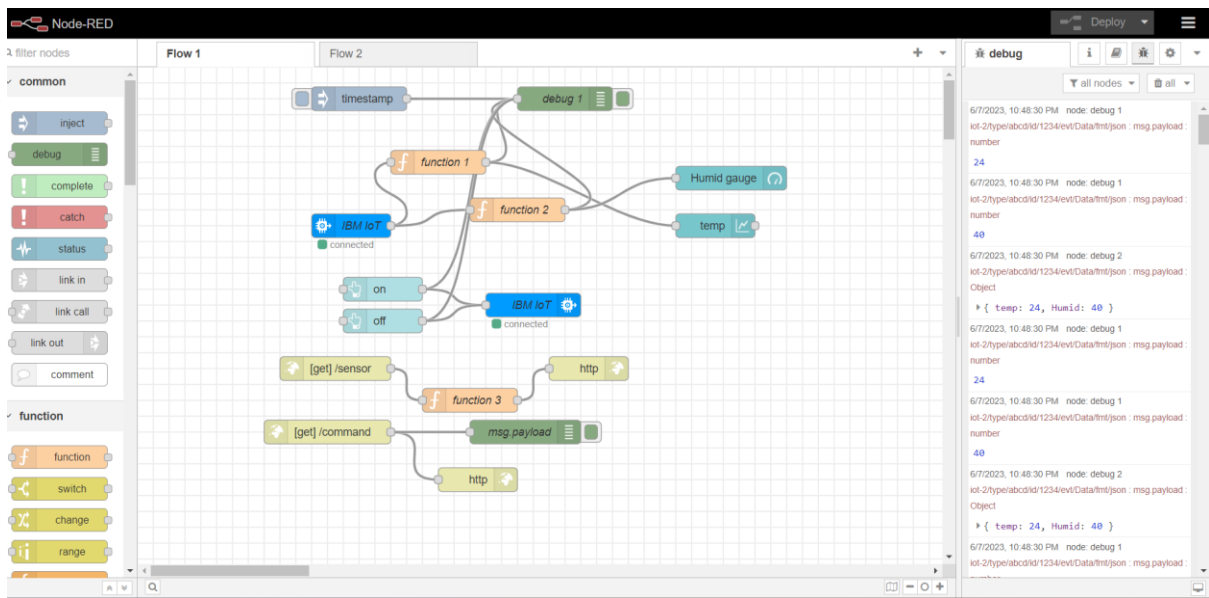 Node-RED
Deploy
filter nodes
Flow 1
Flow 2
debug
i
all nodes
all
common
inject
debug
complete
catch
status
link in
link call
link out
comment
function
function
switch
change
range
timestamp
debug 1
function 1
Humid gauge
function 2
IBM IoT
connected
temp
on
off
IBM IoT
connected
[get] /sensor
http
function 3
[get] /command
msg.payload
http
6/7/2023, 10:48:30 PM node: debug 1
iot-2/type/abcd/id/1234/evt/Data/fmt/json : msg.payload :
number
24
6/7/2023, 10:48:30 PM node: debug 1
iot-2/type/abcd/id/1234/evt/Data/fmt/json : msg.payload :
number
40
6/7/2023, 10:48:30 PM node: debug 2
iot-2/type/abcd/id/1234/evt/Data/fmt/json : msg.payload :
Object
{ temp: 24, Humid: 40 }
6/7/2023, 10:48:30 PM node: debug 1
iot-2/type/abcd/id/1234/evt/Data/fmt/json : msg.payload :
number
24
6/7/2023, 10:48:30 PM node: debug 1
iot-2/type/abcd/id/1234/evt/Data/fmt/json : msg.payload :
number
40
6/7/2023, 10:48:30 PM node: debug 2
iot-2/type/abcd/id/1234/evt/Data/fmt/json : msg.payload :
Object
{ temp: 24, Humid: 40 }
6/7/2023, 10:48:30 PM node: debug 1
iot-2/type/abcd/id/1234/evt/Data/fmt/json : msg.payload :